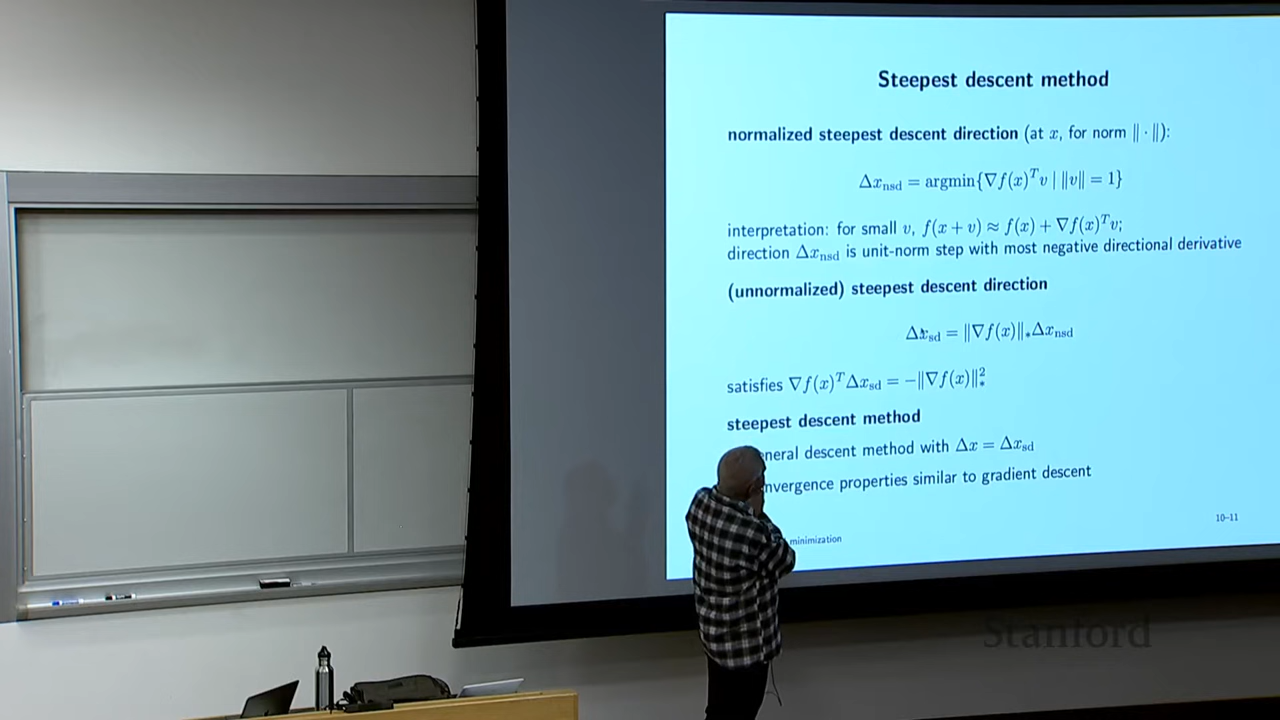 Steepest descent method
normalized steepest descent direction (at x, for norm ‖ · ‖):
Δx_nsd = argmin{∇f(x)^T v | ‖v‖ = 1}
interpretation: for small v, f(x + v) ≈ f(x) + ∇f(x)^T v;
direction Δx_nsd is unit-norm step with most negative directional derivative
(unnormalized) steepest descent direction
Δx_sd = ‖∇f(x)‖_* Δx_nsd
satisfies ∇f(x)^T Δx_sd = −‖∇f(x)‖_*^2
steepest descent method
neral descent method with Δx = Δx_sd
nvergence properties similar to gradient descent
minimization
10–11
Stanford